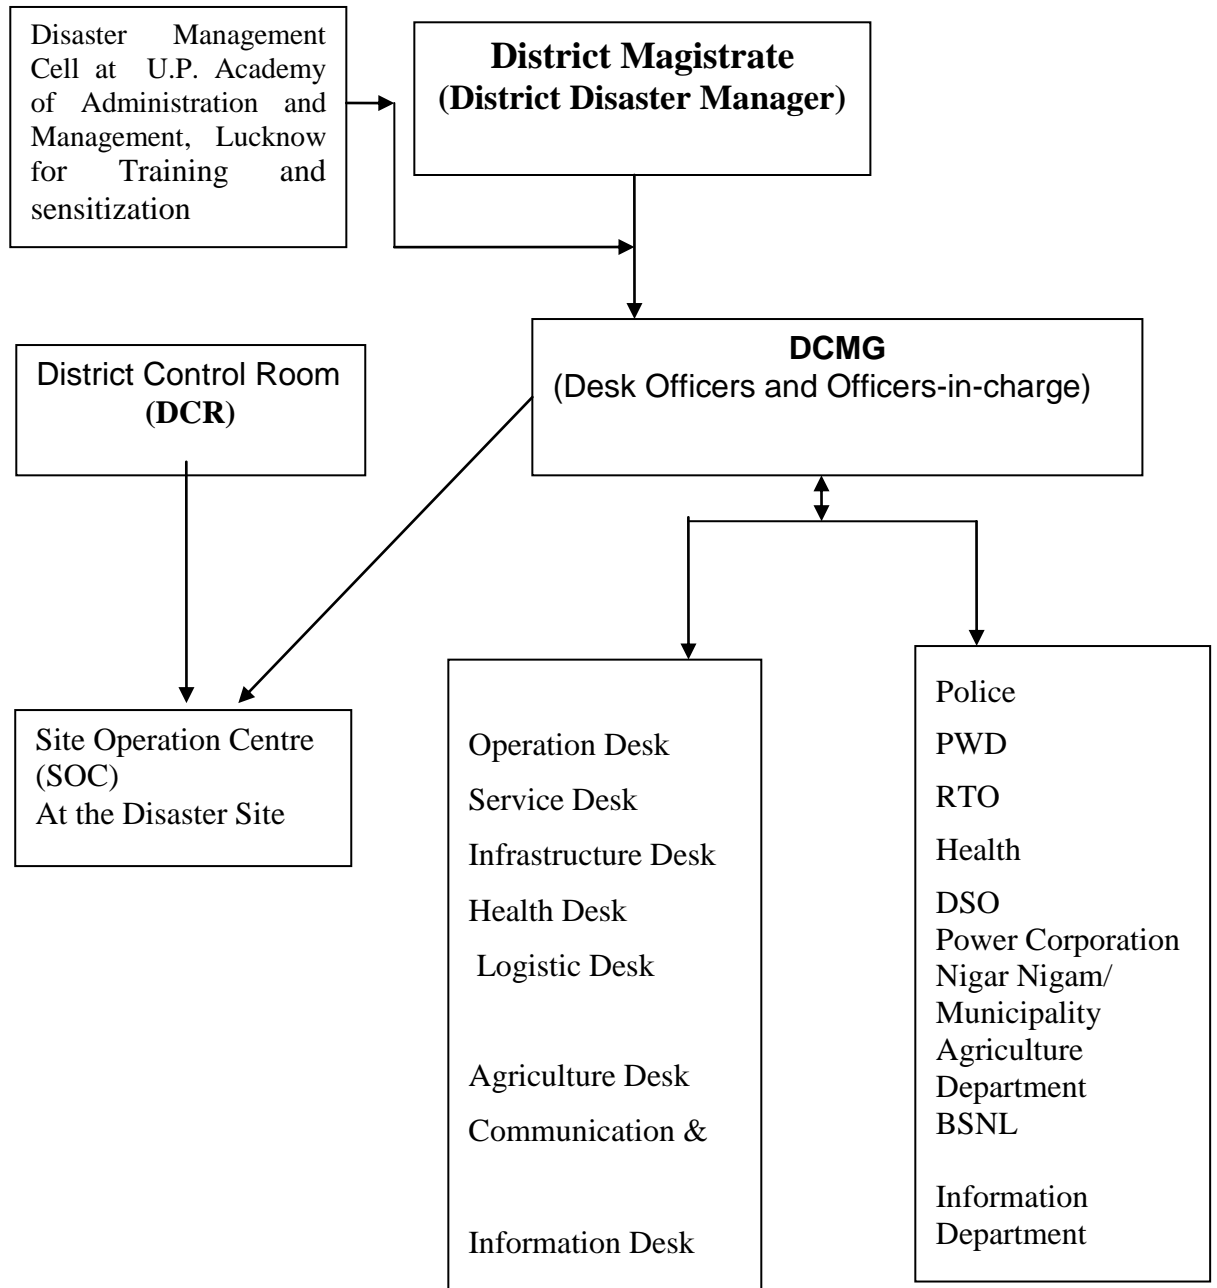 Disaster Management
Cell at U.P. Academy
of Administration and
Management, Lucknow
for Training and
sensitization
District Magistrate
(District Disaster Manager)
DCMG
(Desk Officers and Officers-in-charge)
District Control Room
(DCR)
Site Operation Centre
(SOC)
At the Disaster Site
Operation Desk
Service Desk
Infrastructure Desk
Health Desk
Logistic Desk
Agriculture Desk
Communication &
Information Desk
Police
PWD
RTO
Health
DSO
Power Corporation
Nigar Nigam/
Municipality
Agriculture
Department
BSNL
Information
Department